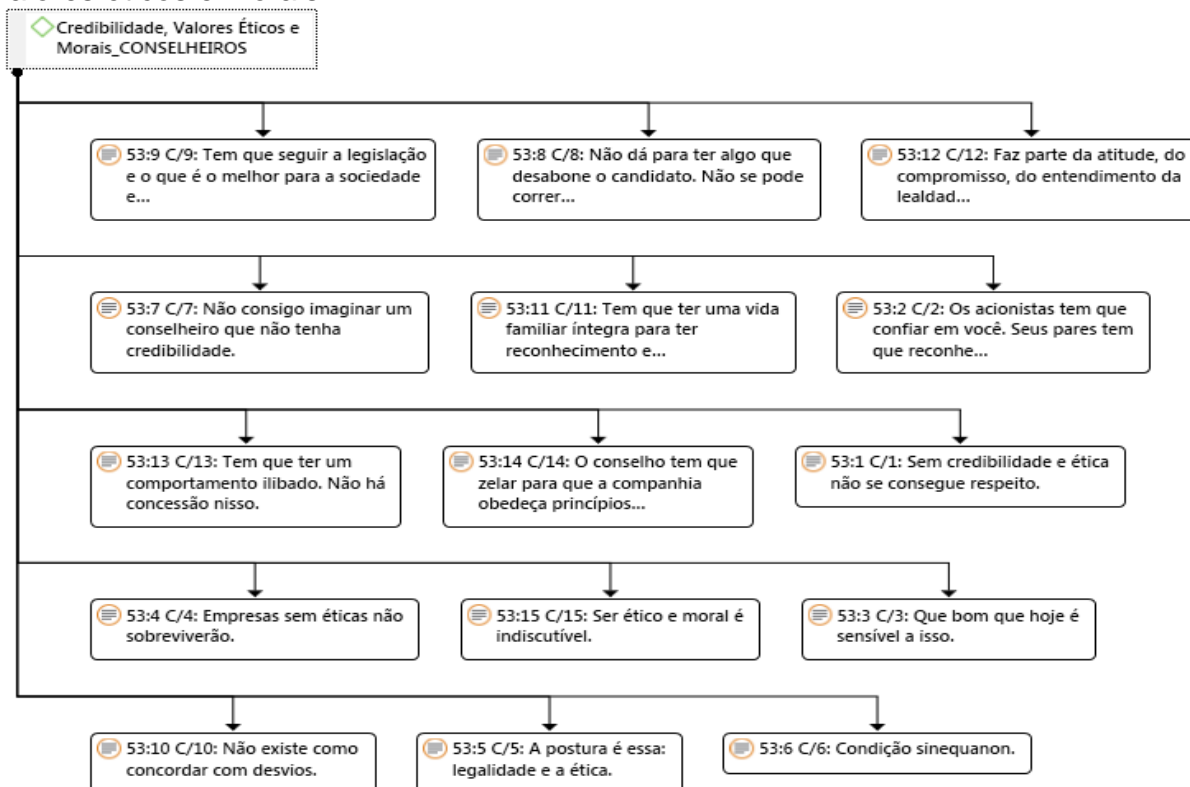 Credibilidade, Valores Éticos e
Morais_CONSELHEIROS
53:9 C/9: Tem que seguir a legislação
e o que é o melhor para a sociedade
e...
53:8 C/8: Não dá para ter algo que
desabone o candidato. Não se pode
correr...
53:12 C/12: Faz parte da atitude, do
compromisso, do entendimento da
lealdad...
53:7 C/7: Não consigo imaginar um
conselheiro que não tenha
credibilidade.
53:11 C/11: Tem que ter uma vida
familiar íntegra para ter
reconhecimento e...
53:2 C/2: Os acionistas tem que
confiar em você. Seus pares tem
que reconhe...
53:13 C/13: Tem que ter um
comportamento ilibado. Não há
concessão nisso.
53:14 C/14: O conselho tem que
zelar para que a companhia
obedeça princípios...
53:1 C/1: Sem credibilidade e ética
não se consegue respeito.
53:4 C/4: Empresas sem éticas não
sobreviverão.
53:15 C/15: Ser ético e moral é
indiscutível.
53:3 C/3: Que bom que hoje é
sensível a isso.
53:10 C/10: Não existe como
concordar com desvios.
53:5 C/5: A postura é essa:
legalidade e a ética.
53:6 C/6: Condição sinequanon.